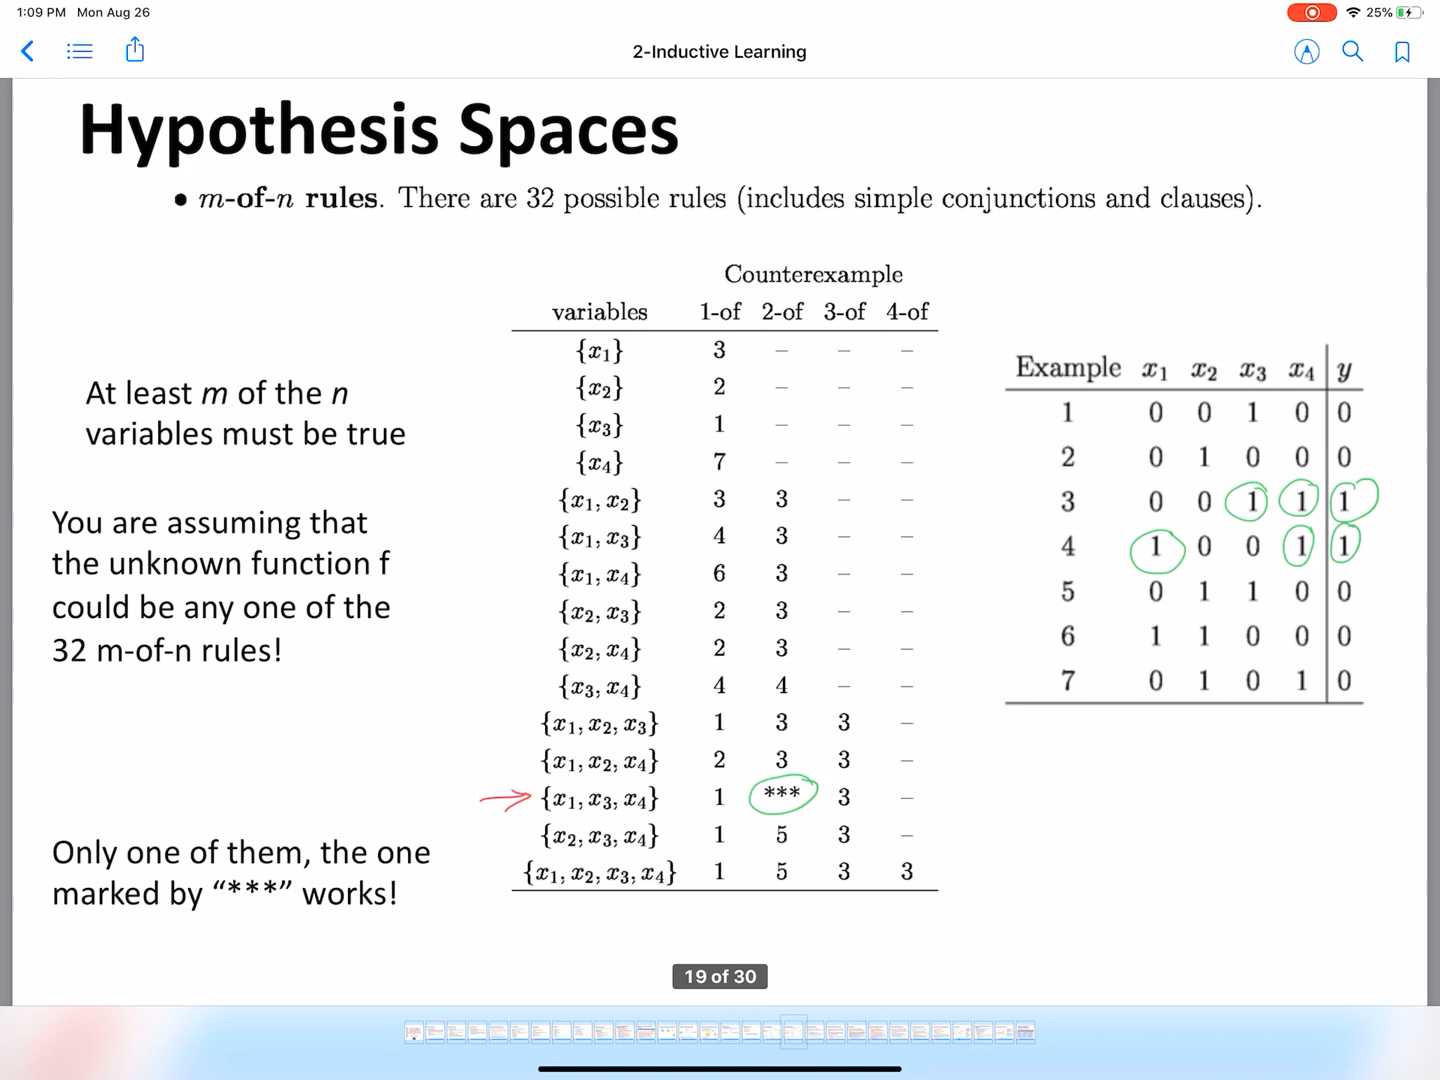 1:09 PM Mon Aug 26
25%
2-Inductive Learning
Hypothesis Spaces
• m-of-n rules. There are 32 possible rules (includes simple conjunctions and clauses).
At least m of the n
variables must be true
You are assuming that
the unknown function f
could be any one of the
32 m-of-n rules!
Only one of them, the one
marked by “***” works!
Counterexample
variables 1-of 2-of 3-of 4-of
{x₁} 3 – – –
{x₂} 2 – – –
{x₃} 1 – – –
{x₄} 7 – – –
{x₁, x₂} 3 3 – –
{x₁, x₃} 4 3 – –
{x₁, x₄} 6 3 – –
{x₂, x₃} 2 3 – –
{x₂, x₄} 2 3 – –
{x₃, x₄} 4 4 – –
{x₁, x₂, x₃} 1 3 3 –
{x₁, x₂, x₄} 2 3 3 –
{x₁, x₃, x₄} 1 *** 3 –
{x₂, x₃, x₄} 1 5 3 –
{x₁, x₂, x₃, x₄} 1 5 3 3
Example x₁ x₂ x₃ x₄ y
1 0 0 1 0 0
2 0 1 0 0 0
3 0 0 1 1 1
4 1 0 0 1 1
5 0 1 1 0 0
6 1 1 0 0 0
7 0 1 0 1 0
19 of 30